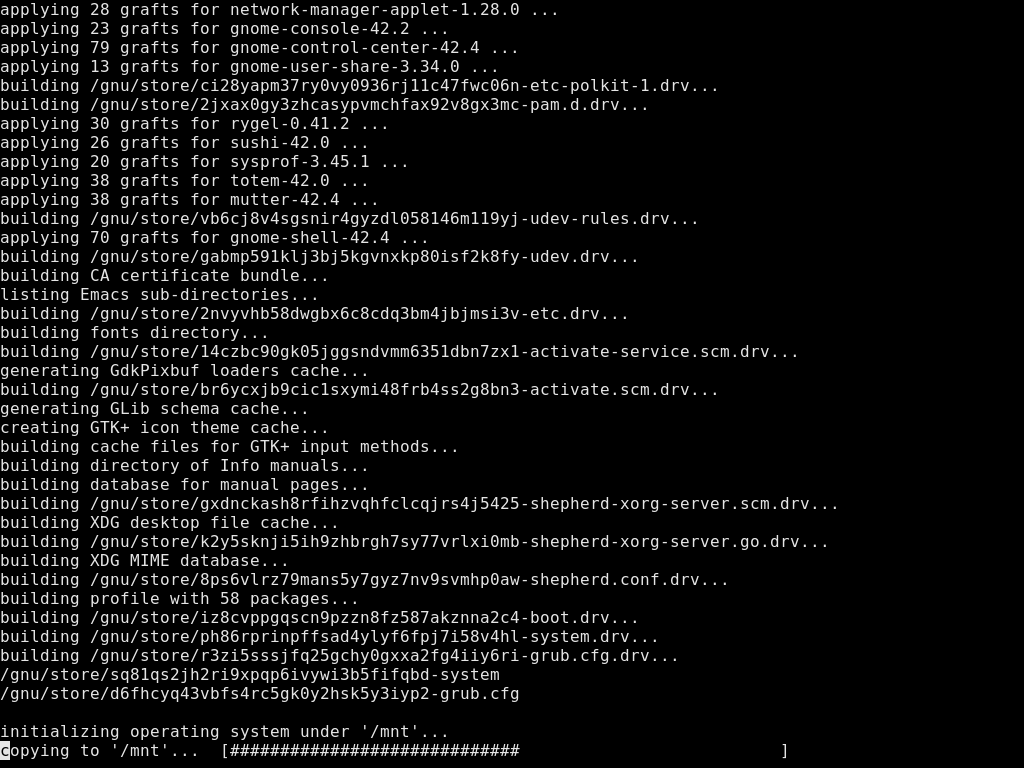 applying 28 grafts for network-manager-applet-1.28.0 ...
applying 23 grafts for gnome-console-42.2 ...
applying 79 grafts for gnome-control-center-42.4 ...
applying 13 grafts for gnome-user-share-3.34.0 ...
building /gnu/store/ci28yapm37ry0vy0936rj11c47fwc06n-etc-polkit-1.drv...
building /gnu/store/2jxax0gy3zhcasypvmchfax92v8gx3mc-pam.d.drv...
applying 30 grafts for rygel-0.41.2 ...
applying 26 grafts for sushi-42.0 ...
applying 20 grafts for sysprof-3.45.1 ...
applying 38 grafts for totem-42.0 ...
applying 38 grafts for mutter-42.4 ...
building /gnu/store/vb6cj8v4sgsnir4gyzdl058146m119yj-udev-rules.drv...
applying 70 grafts for gnome-shell-42.4 ...
building /gnu/store/gabmp591klj3bj5kgvnxkp80isf2k8fy-udev.drv...
building CA certificate bundle...
listing Emacs sub-directories...
building /gnu/store/2nvyvhb58dwgbx6c8cdq3bm4jbjmsi3v-etc.drv...
building fonts directory...
building /gnu/store/14czbc90gk05jggsndvmm6351dbn7zx1-activate-service.scm.drv...
generating GdkPixbuf loaders cache...
building /gnu/store/br6ycxjb9cic1sxymi48frb4ss2g8bn3-activate.scm.drv...
generating GLib schema cache...
creating GTK+ icon theme cache...
building cache files for GTK+ input methods...
building directory of Info manuals...
building database for manual pages...
building /gnu/store/gxdnckash8rfihzvqhfclcqjrs4j5425-shepherd-xorg-server.scm.drv...
building XDG desktop file cache...
building /gnu/store/k2y5sknji5ih9zhbrgh7sy77vrlxi0mb-shepherd-xorg-server.go.drv...
building XDG MIME database...
building /gnu/store/8ps6vlrz79mans5y7gyz7nv9svmhp0aw-shepherd.conf.drv...
building profile with 58 packages...
building /gnu/store/iz8cvppgqscn9pzzn8fz587akznna2c4-boot.drv...
building /gnu/store/ph86rprinpffsad4ylyf6fpj7i58v4hl-system.drv...
building /gnu/store/r3zi5sssjfq25gchy0gxxa2fg4iiy6ri-grub.cfg.drv...
/gnu/store/sq81qs2jh2ri9xpqp6ivywi3b5fifqbd-system
/gnu/store/d6fhcyq43vbfs4rc5gk0y2hsk5y3iyp2-grub.cfg
initializing operating system under '/mnt'...
copying to '/mnt'...  [#############################                          ]